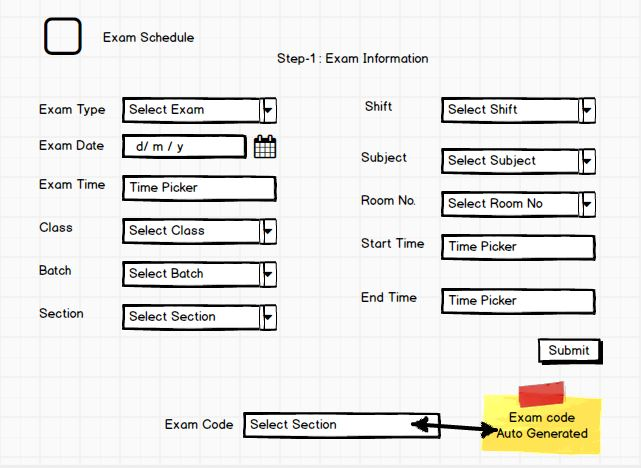 Exam Schedule
Step-1: Exam Information
Exam Type Select Exam
Shift Select Shift
Exam Date d/ m / y
Subject Select Subject
Exam Time Time Picker
Room No. Select Room No
Class Select Class
Start Time Time Picker
Batch Select Batch
End Time Time Picker
Section Select Section
Submit
Exam Code Select Section
Exam code
Auto Generated